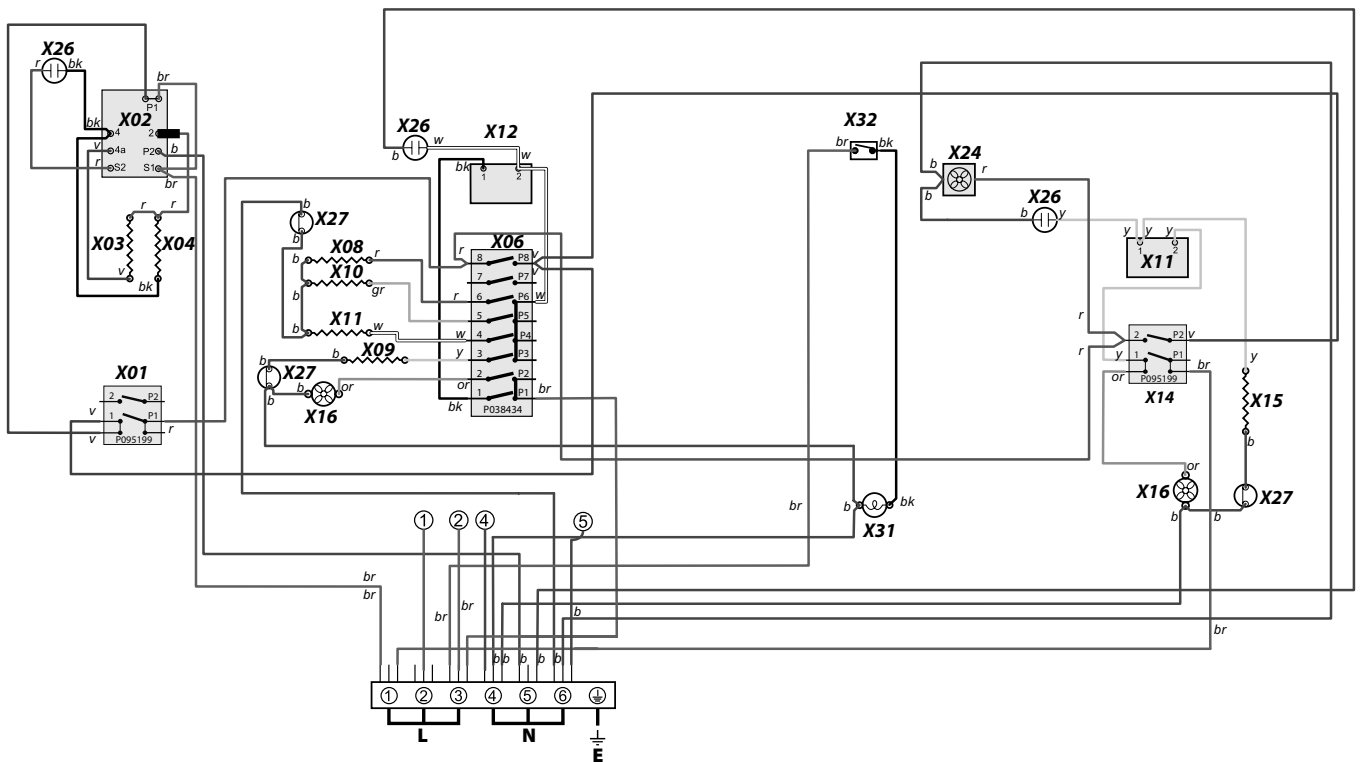 X26
r
bk
br
P1
X02
bk
4
2
v
4a
P2
b
r
S2
S1
br
r
r
X03
X04
v
bk
X01
2
P2
v
1
P1
v
r
P095199
X26
b
w
X12
w
bk
1
2
b
X27
b
X08
r
b
X10
gr
b
X11
w
b
X09
b
b
X27
b
b
or
X16
X06
r
8
P8
v
v
7
P7
r
6
P6
w
5
P5
w
4
P4
y
3
P3
or
2
P2
br
1
P1
bk
P038434
X32
br
bk
X24
b
r
b
X26
b
y
y
y
y
1
2
X11
r
2
P2
v
r
y
1
P1
br
or
P095199
X14
y
X15
b
or
X16
X27
b
b
br
b
bk
X31
1
2
4
5
br
br
br
br
b
br
b
b
b
b
b
1
2
3
4
5
6
L
N
E